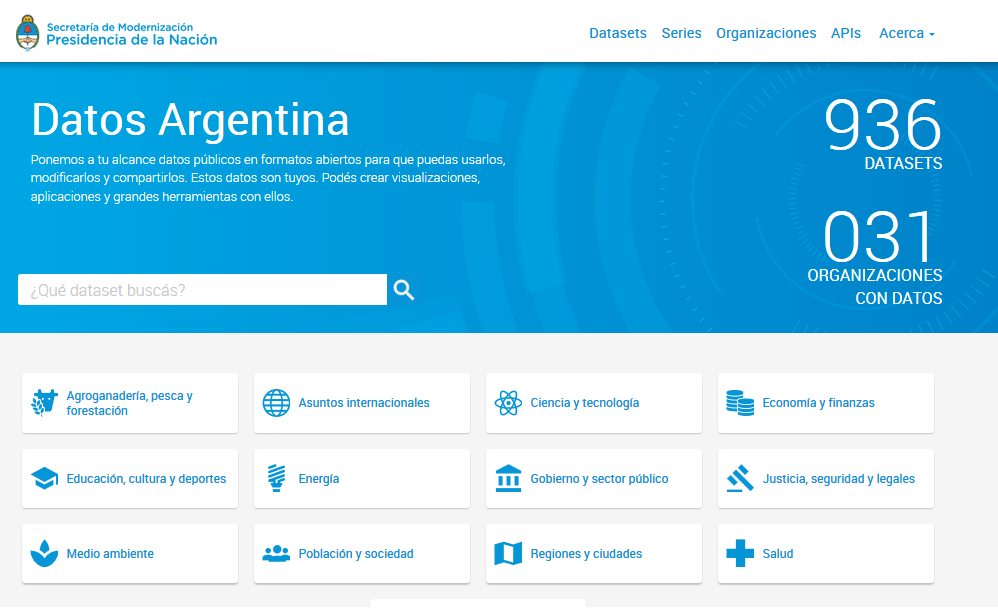 Secretaría de Modernización
Presidencia de la Nación
Datasets Series Organizaciones APIs Acerca
Datos Argentina
Ponemos a tu alcance datos públicos en formatos abiertos para que puedas usarlos,
modificarlos y compartirlos. Estos datos son tuyos. Podés crear visualizaciones,
aplicaciones y grandes herramientas con ellos.
936
DATASETS
031
ORGANIZACIONES
CON DATOS
¿Qué dataset buscás?
Agroganadería, pesca y
forestación
Asuntos internacionales
Ciencia y tecnología
Economía y finanzas
Educación, cultura y deportes
Energía
Gobierno y sector público
Justicia, seguridad y legales
Medio ambiente
Población y sociedad
Regiones y ciudades
Salud